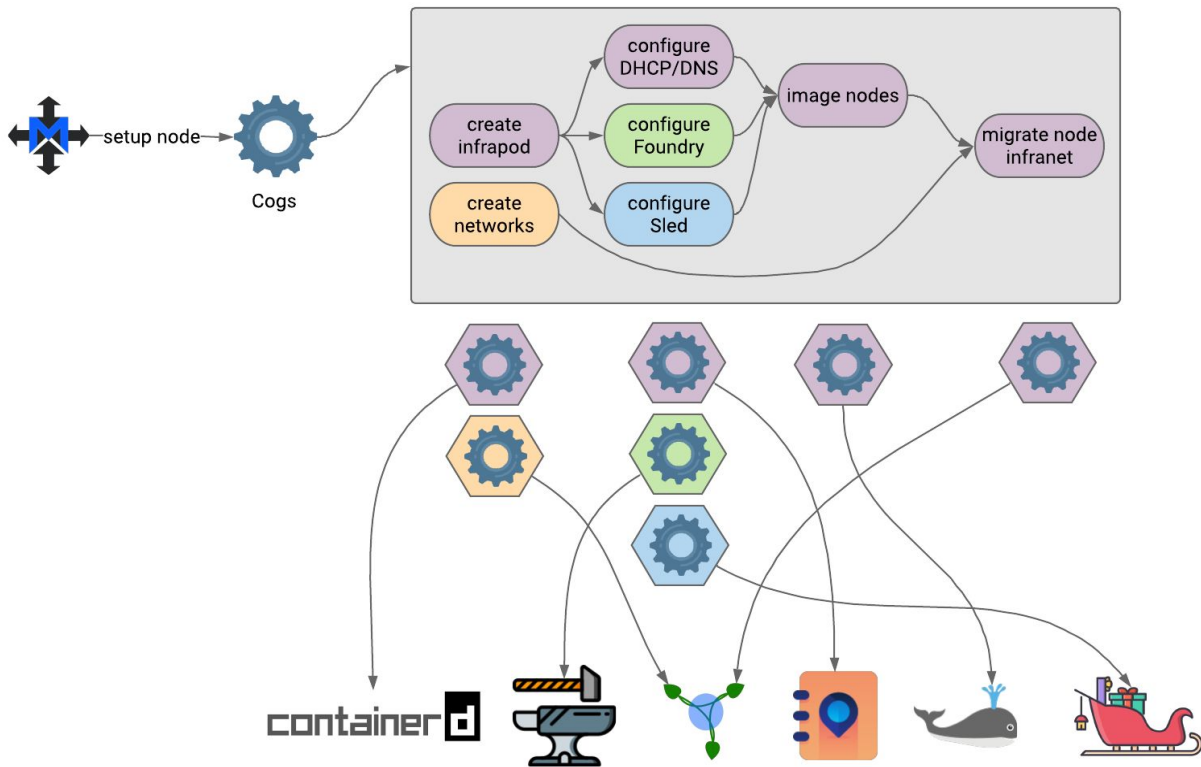 setup node
Cogs
create
infrapod
create
networks
configure
DHCP/DNS
configure
Foundry
configure
Sled
image nodes
migrate node
infranet
containerd